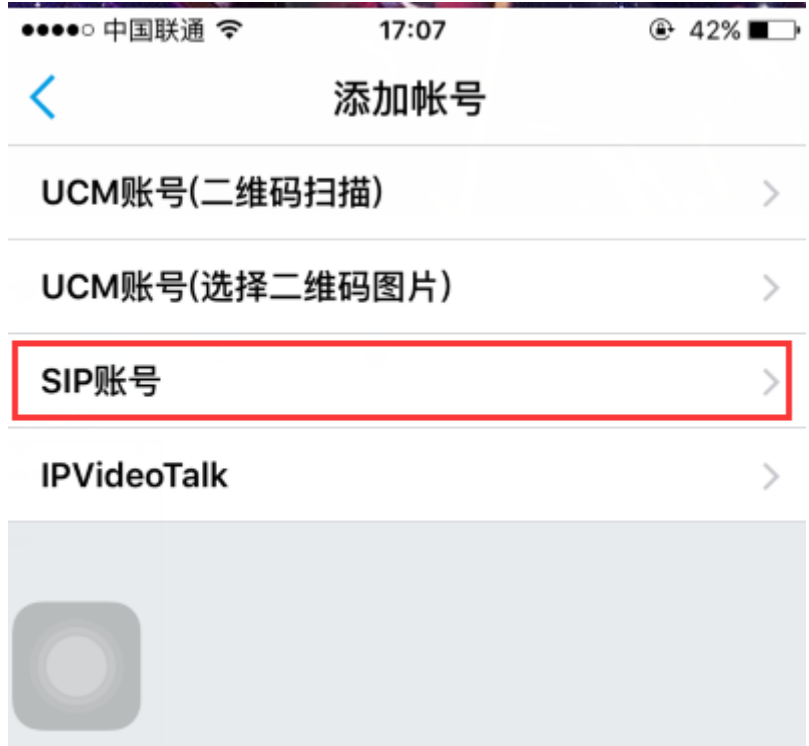 中国联通 17:07 42%
添加帐号
UCM账号(二维码扫描)
UCM账号(选择二维码图片)
SIP账号
IPVideoTalk